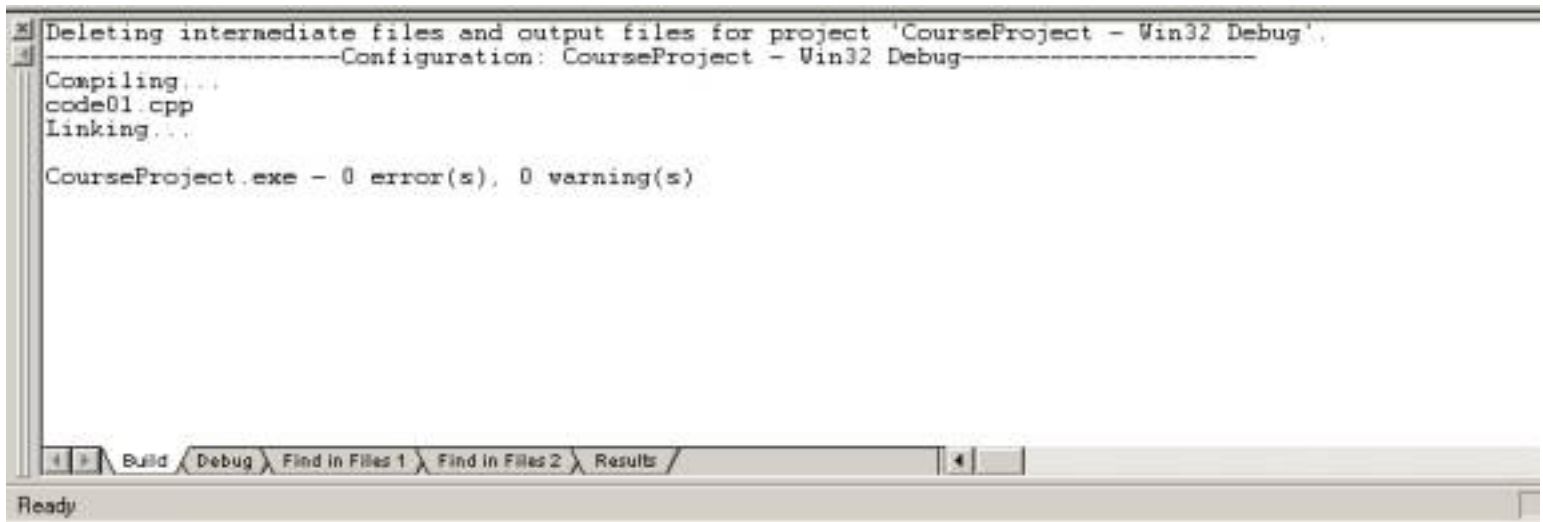 Deleting intermediate files and output files for project 'CourseProject - Win32 Debug'.
--------------------Configuration: CourseProject - Win32 Debug--------------------
Compiling...
code01.cpp
Linking...
CourseProject.exe - 0 error(s), 0 warning(s)
Build Debug Find in Files 1 Find in Files 2 Results
Ready